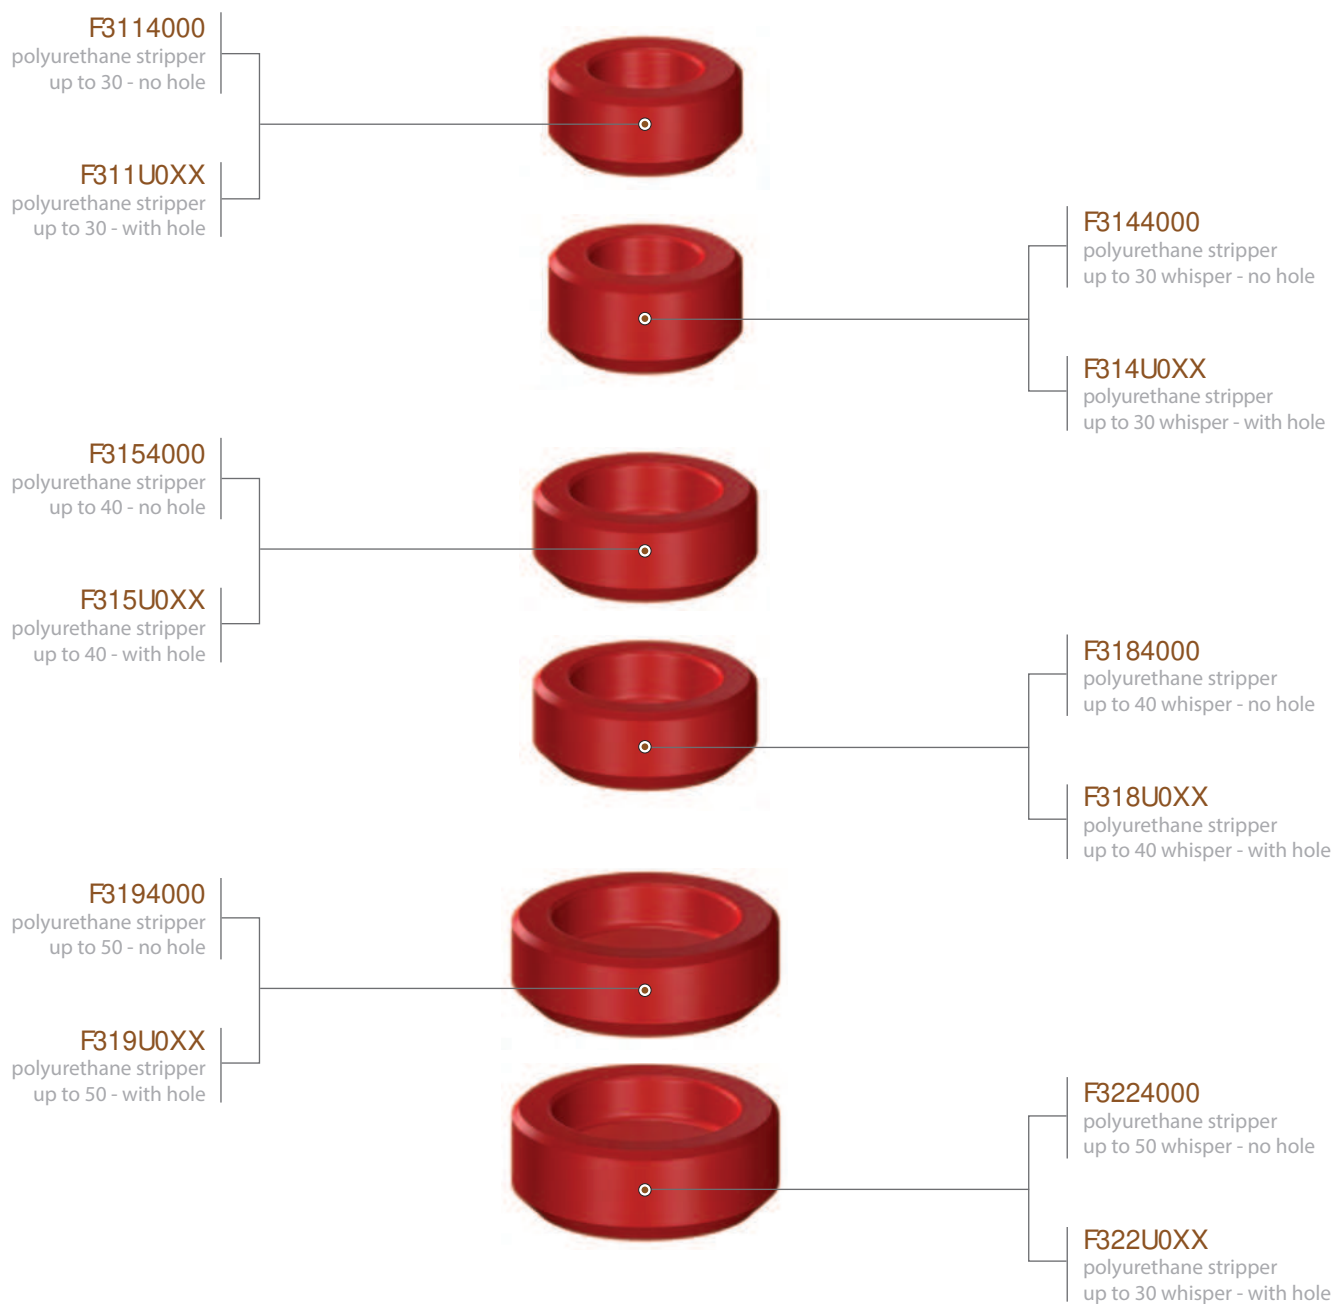 F3114000
polyurethane stripper
up to 30 - no hole
F311U0XX
polyurethane stripper
up to 30 - with hole
F3144000
polyurethane stripper
up to 30 whisper - no hole
F314U0XX
polyurethane stripper
up to 30 whisper - with hole
F3154000
polyurethane stripper
up to 40 - no hole
F315U0XX
polyurethane stripper
up to 40 - with hole
F3184000
polyurethane stripper
up to 40 whisper - no hole
F318U0XX
polyurethane stripper
up to 40 whisper - with hole
F3194000
polyurethane stripper
up to 50 - no hole
F319U0XX
polyurethane stripper
up to 50 - with hole
F3224000
polyurethane stripper
up to 50 whisper - no hole
F322U0XX
polyurethane stripper
up to 30 whisper - with hole